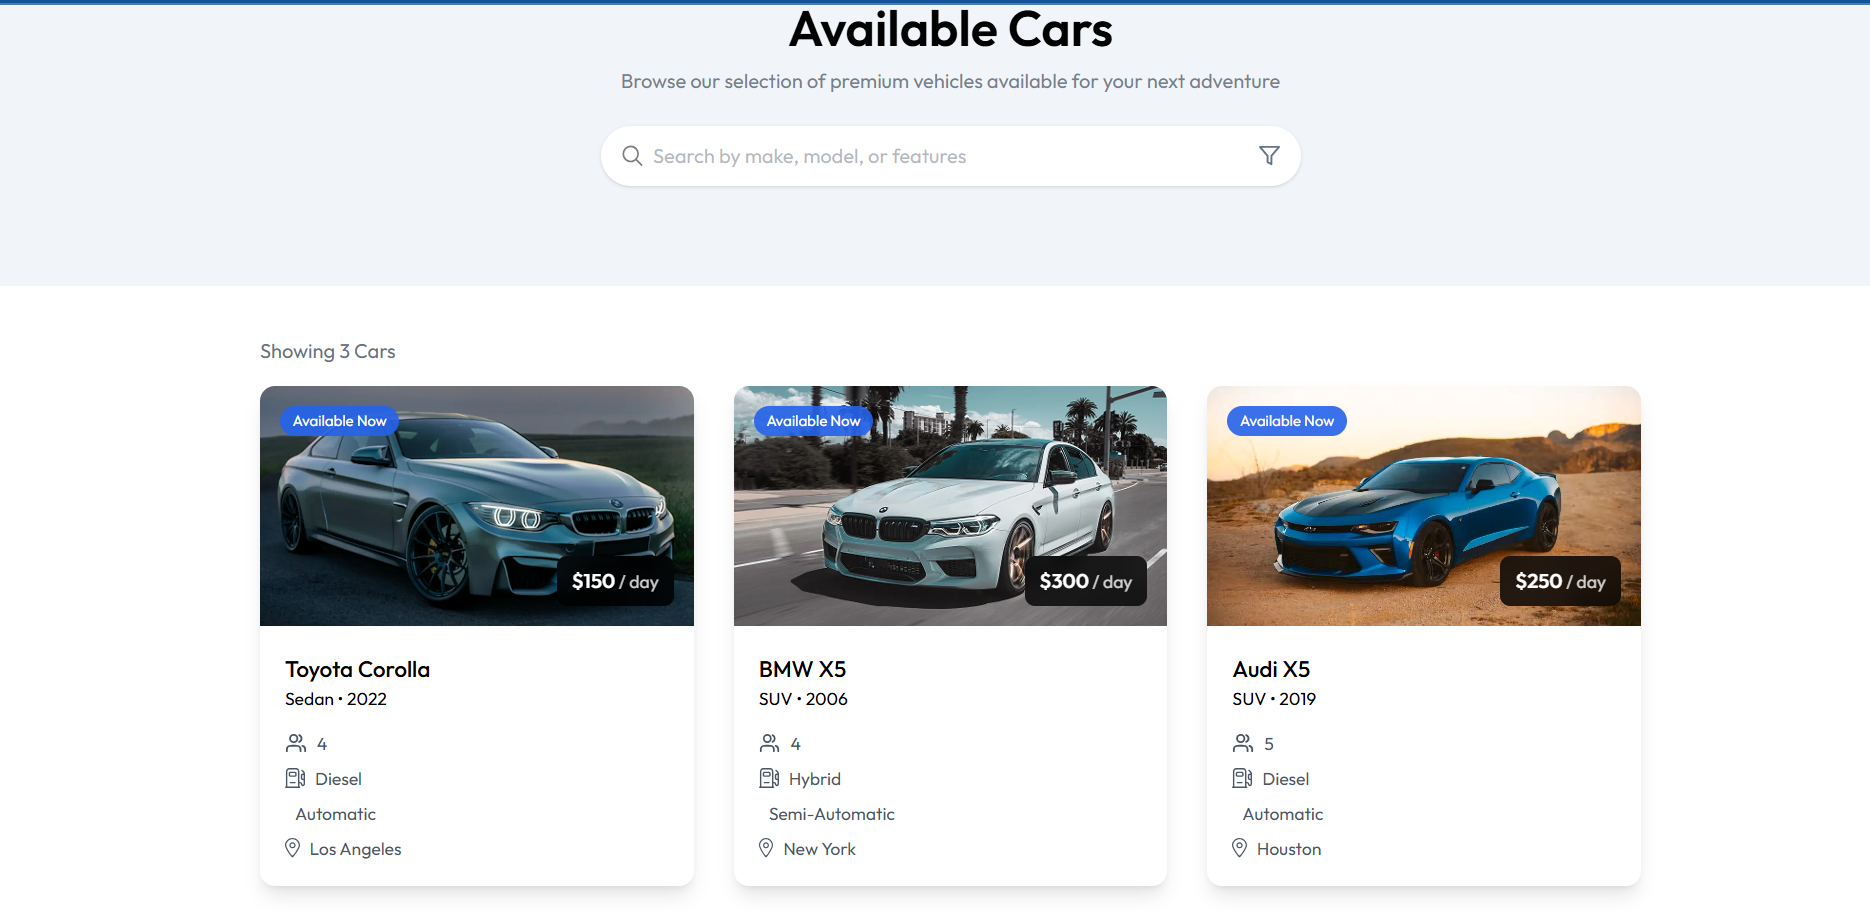 Available Cars
Browse our selection of premium vehicles available for your next adventure
Search by make, model, or features
Showing 3 Cars
Available Now
$150 / day
Toyota Corolla
Sedan • 2022
4
Diesel
Automatic
Los Angeles
Available Now
$300 / day
BMW X5
SUV • 2006
4
Hybrid
Semi-Automatic
New York
Available Now
$250 / day
Audi X5
SUV • 2019
5
Diesel
Automatic
Houston